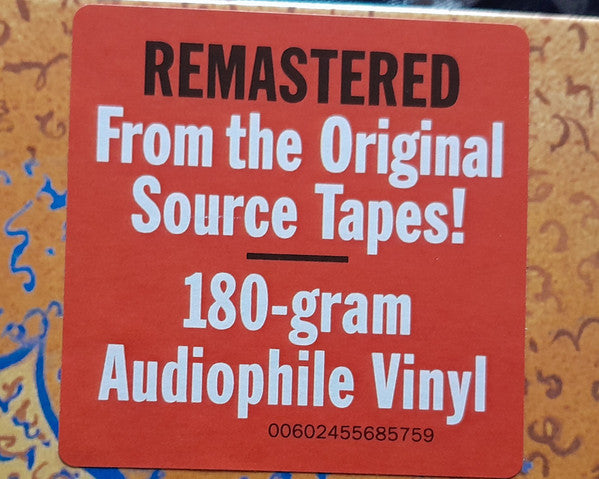 REMASTERED
From the Original
Source Tapes!
180-gram
Audiophile Vinyl
00602455685759